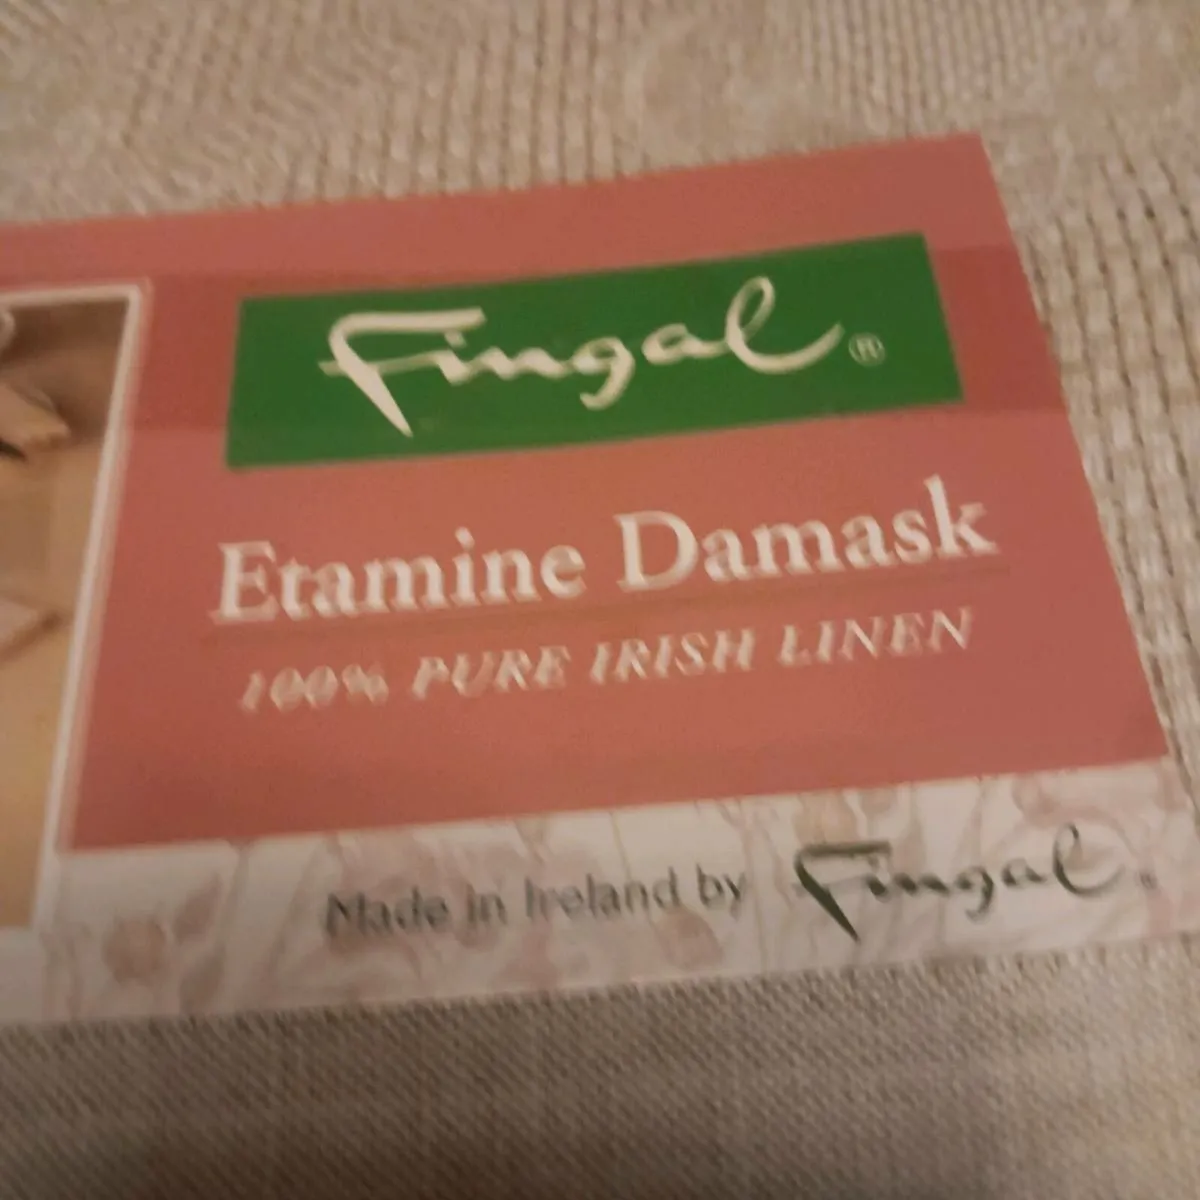 Fingal®
Etamine Damask
100% PURE IRISH LINEN
Made in Ireland by Fingal®